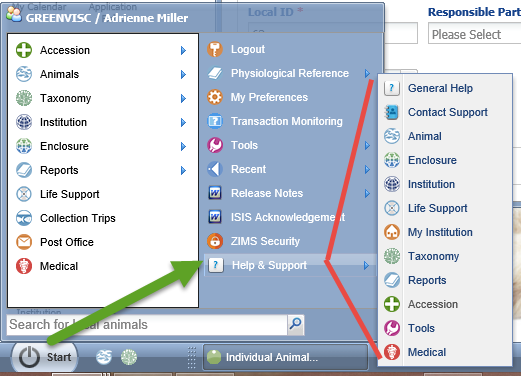 My Calendar Application
Local ID *
Responsible Part
Please Select
GREENVISC / Adrienne Miller
Accession
Animals
Taxonomy
Institution
Enclosure
Reports
Life Support
Collection Trips
Post Office
Medical
Logout
Physiological Reference
My Preferences
Transaction Monitoring
Tools
Recent
Release Notes
ISIS Acknowledgement
ZIMS Security
Help & Support
General Help
Contact Support
Animal
Enclosure
Institution
Life Support
My Institution
Taxonomy
Reports
Accession
Tools
Medical
Institution
Search for local animals
Start
Individual Animal...